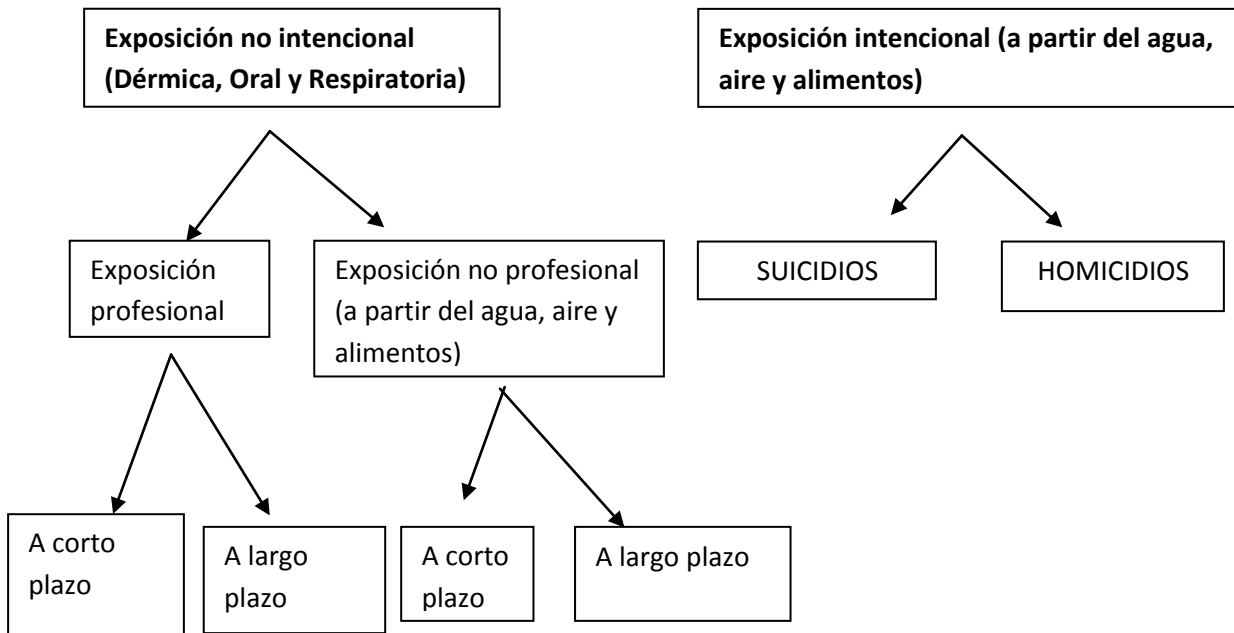 Exposición no intencional
(Dérmica, Oral y Respiratoria)
Exposición intencional (a partir del agua,
aire y alimentos)
Exposición
profesional
Exposición no profesional
(a partir del agua, aire y
alimentos)
SUICIDIOS
HOMICIDIOS
A corto
plazo
A largo
plazo
A corto
plazo
A largo plazo